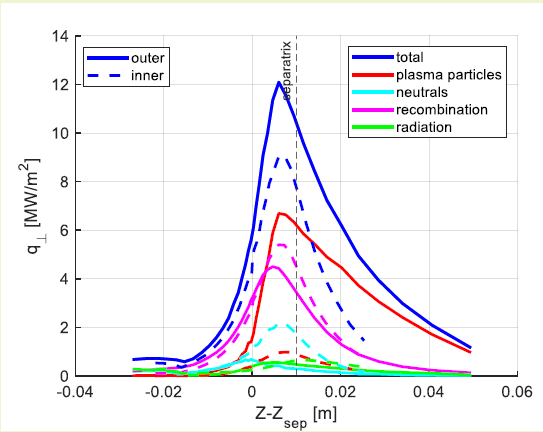 14
12
10
8
6
4
2
0
-0.04
-0.02
0
0.02
0.04
0.06
q⊥ [MW/m²]
Z-Zsep [m]
outer
inner
separatrix
total
plasma particles
neutrals
recombination
radiation